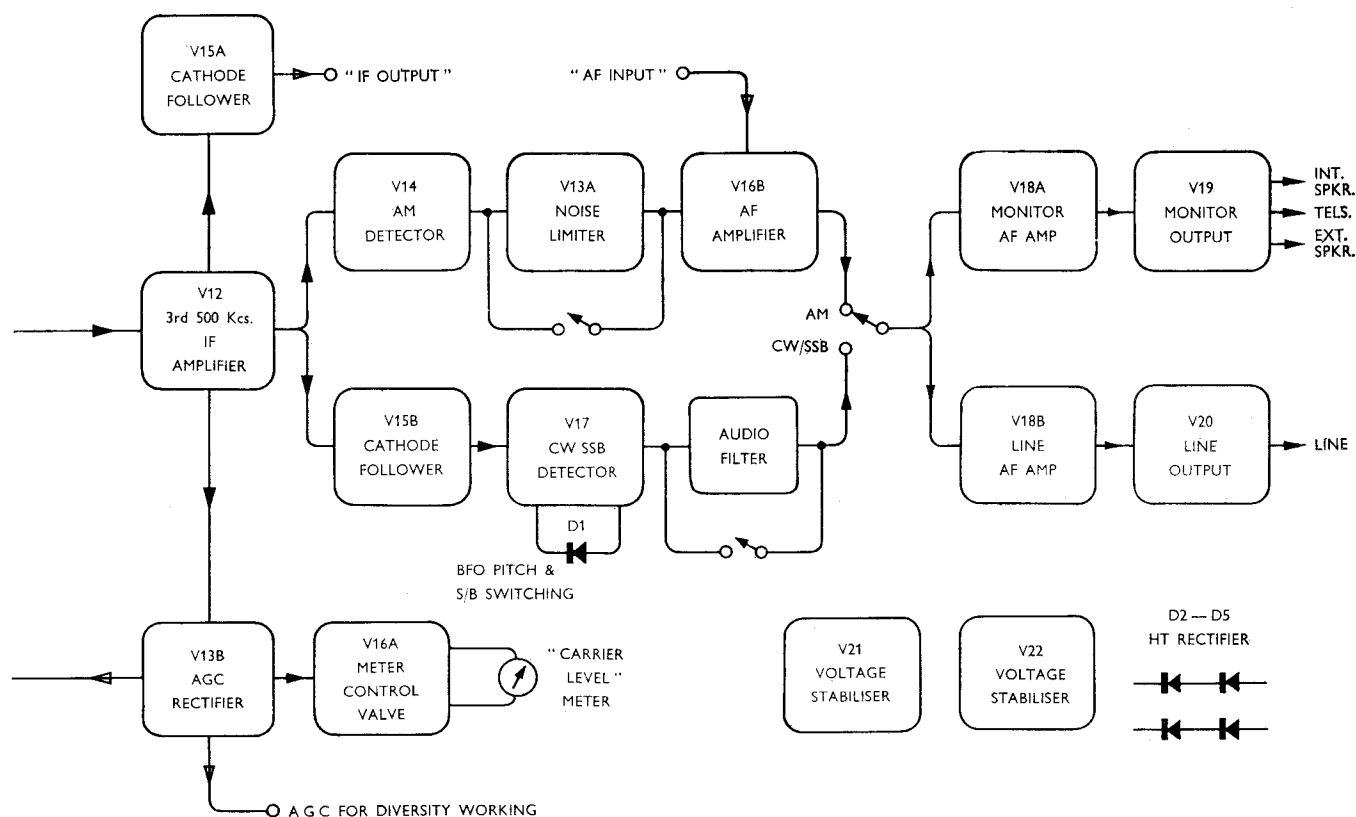 V15A
CATHODE
FOLLOWER
"IF OUTPUT"
"AF INPUT"
V14
AM
DETECTOR
V13A
NOISE
LIMITER
V16B
AF
AMPLIFIER
V18A
MONITOR
AF AMP
V19
MONITOR
OUTPUT
INT.
SPKR.
TELS.
EXT.
SPKR.
V12
3rd 500 Kcs.
IF
AMPLIFIER
AM
CW/SSB
V15B
CATHODE
FOLLOWER
V17
CW SSB
DETECTOR
AUDIO
FILTER
V18B
LINE
AF AMP
V20
LINE
OUTPUT
LINE
D1
BFO PITCH &
S/B SWITCHING
V13B
AGC
RECTIFIER
V16A
METER
CONTROL
VALVE
"CARRIER
LEVEL"
METER
V21
VOLTAGE
STABILISER
V22
VOLTAGE
STABILISER
D2—D5
HT RECTIFIER
AGC FOR DIVERSITY WORKING